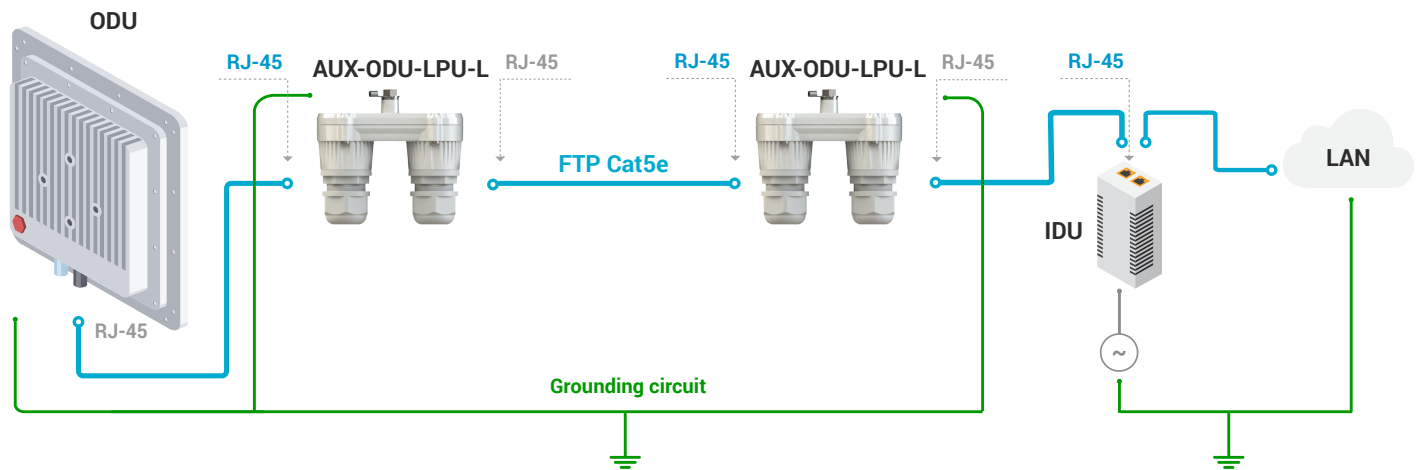 ODU
RJ-45
AUX-ODU-LPU-L
RJ-45
RJ-45
AUX-ODU-LPU-L
RJ-45
RJ-45
FTP Cat5e
LAN
IDU
RJ-45
~
Grounding circuit